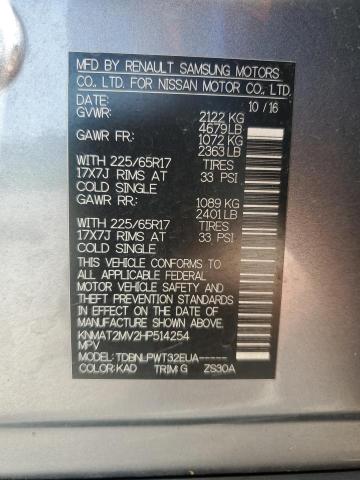 MFD BY RENAULT SAMSUNG MOTORS
CO., LTD. FOR NISSAN MOTOR CO., LTD.
DATE: 10 / 16
GVWR: 2122 KG
4679 LB
GAWR FR: 1072 KG
2363 LB
WITH 225/65R17 TIRES
17X7J RIMS AT 33 PSI
COLD SINGLE
GAWR RR: 1089 KG
2401 LB
WITH 225/65R17 TIRES
17X7J RIMS AT 33 PSI
COLD SINGLE
THIS VEHICLE CONFORMS TO
ALL APPLICABLE FEDERAL
MOTOR VEHICLE SAFETY AND
THEFT PREVENTION STANDARDS
IN EFFECT ON THE DATE OF
MANUFACTURE SHOWN ABOVE.
KNMAT2MV2HP514254
MPV
MODEL:TDBNLPWT32EUA-----
COLOR:KAD TRIM:G ZS30A